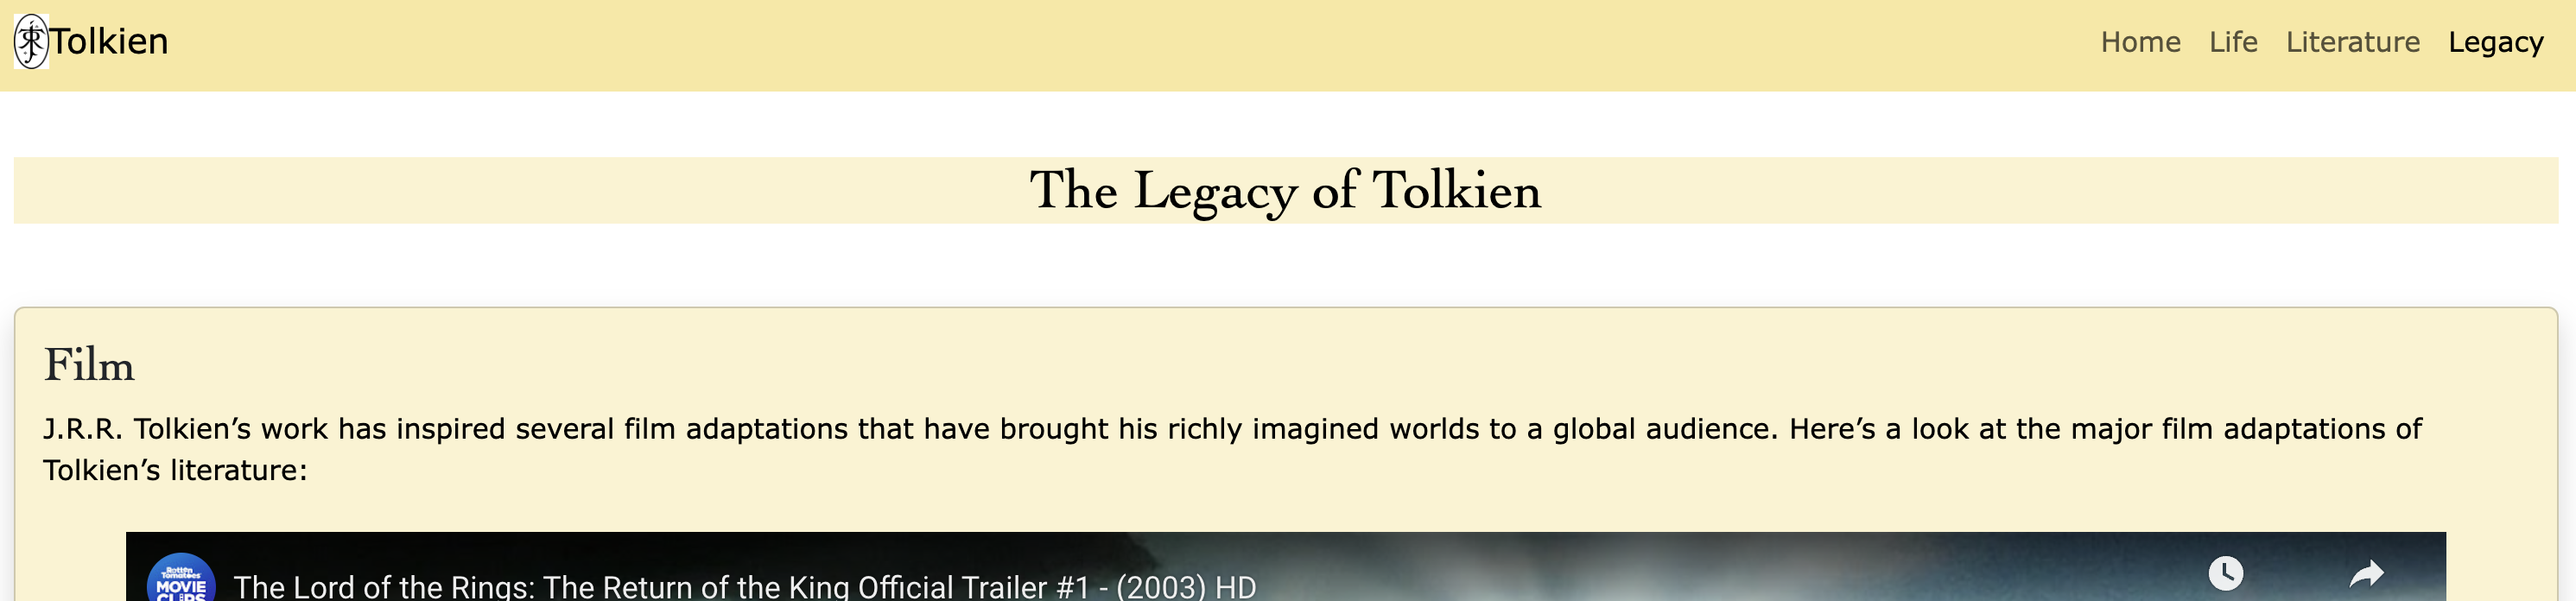 Tolkien
Home Life Literature Legacy
The Legacy of Tolkien
Film
J.R.R. Tolkien’s work has inspired several film adaptations that have brought his richly imagined worlds to a global audience. Here’s a look at the major film adaptations of
Tolkien’s literature:
Rotten
Tomatoes
MOVIE
CLIPS
The Lord of the Rings: The Return of the King Official Trailer #1 - (2003) HD